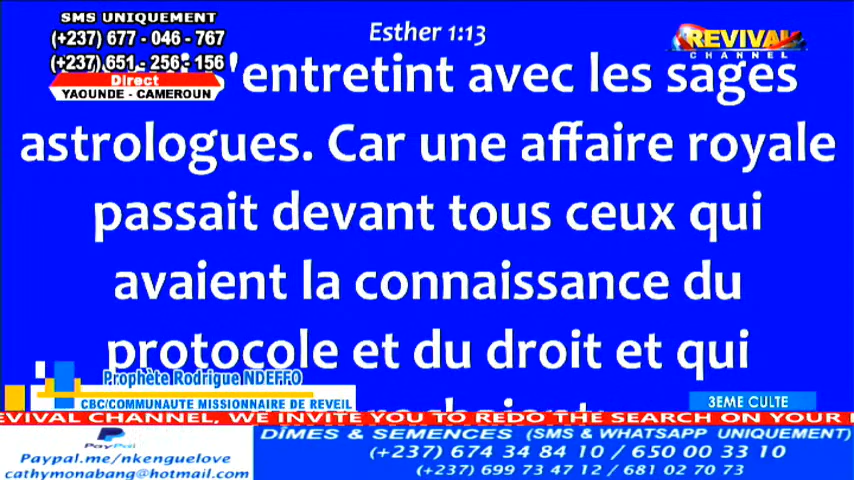 SMS UNIQUEMENT
(+237) 677 - 046 - 767
(+237) 651 - 256 - 156
Direct
YAOUNDE - CAMEROUN
Esther 1:13
REVIVAL
CHANNEL
'entretint avec les sages
astrologues. Car une affaire royale
passait devant tous ceux qui
avaient la connaissance du
protocole et du droit et qui
Prophète Rodrigue NDEFFO
CBC/COMMUNAUTE MISSIONNAIRE DE REVEIL
3EME CULTE
REVIVAL CHANNEL, WE INVITE YOU TO REDO THE SEARCH ON YOUR
PayPal
Paypal.me/nkenguelove
cathymonabang@hotmail.com
DÎMES & SEMENCES (SMS & WHATSAPP UNIQUEMENT)
(+237) 674 34 84 10 / 650 00 33 10
(+237) 699 73 47 12 / 681 02 70 73